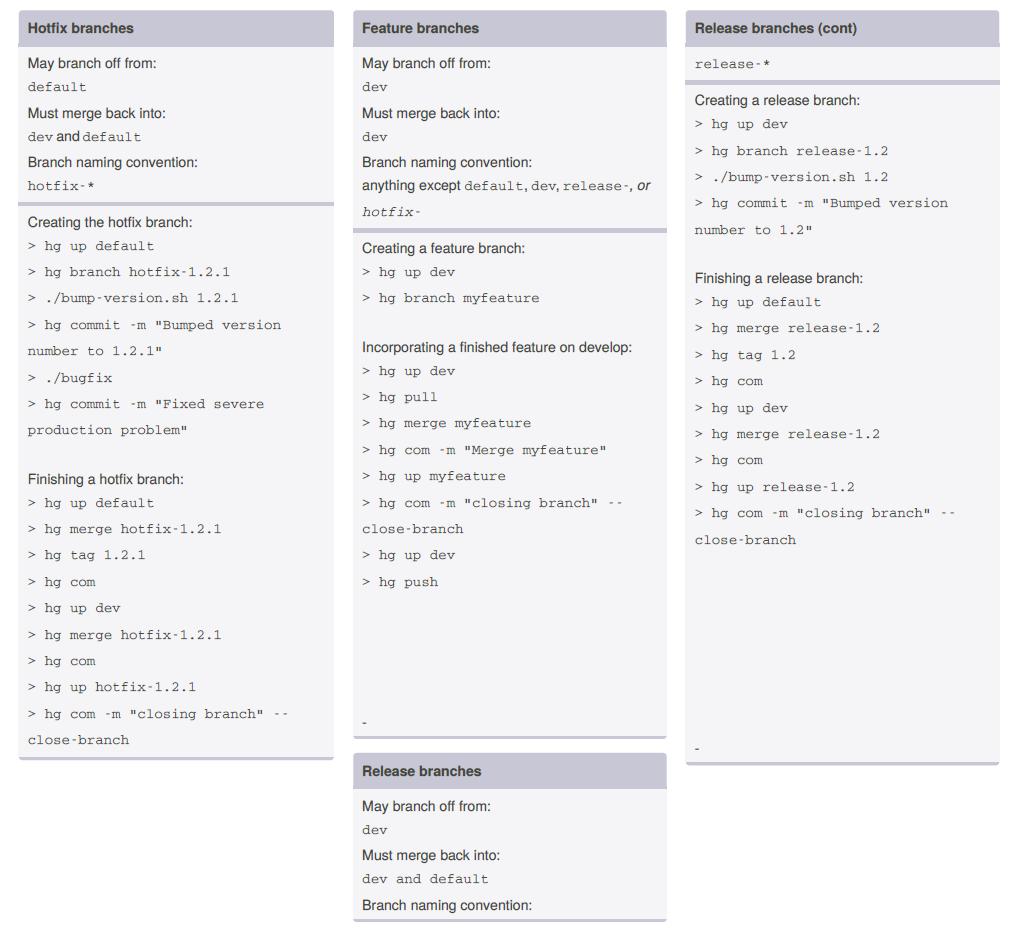 Hotfix branches
May branch off from:
default
Must merge back into:
dev and default
Branch naming convention:
hotfix-*
Creating the hotfix branch:
> hg up default
> hg branch hotfix-1.2.1
> ./bump-version.sh 1.2.1
> hg commit -m "Bumped version
number to 1.2.1"
> ./bugfix
> hg commit -m "Fixed severe
production problem"
Finishing a hotfix branch:
> hg up default
> hg merge hotfix-1.2.1
> hg tag 1.2.1
> hg com
> hg up dev
> hg merge hotfix-1.2.1
> hg com
> hg up hotfix-1.2.1
> hg com -m "closing branch" --
close-branch
Feature branches
May branch off from:
dev
Must merge back into:
dev
Branch naming convention:
anything except default, dev, release-, or
hotfix-
Creating a feature branch:
> hg up dev
> hg branch myfeature
Incorporating a finished feature on develop:
> hg up dev
> hg pull
> hg merge myfeature
> hg com -m "Merge myfeature"
> hg up myfeature
> hg com -m "closing branch" --
close-branch
> hg up dev
> hg push
-
Release branches
May branch off from:
dev
Must merge back into:
dev and default
Branch naming convention:
Release branches (cont)
release-*
Creating a release branch:
> hg up dev
> hg branch release-1.2
> ./bump-version.sh 1.2
> hg commit -m "Bumped version
number to 1.2"
Finishing a release branch:
> hg up default
> hg merge release-1.2
> hg tag 1.2
> hg com
> hg up dev
> hg merge release-1.2
> hg com
> hg up release-1.2
> hg com -m "closing branch" --
close-branch
-